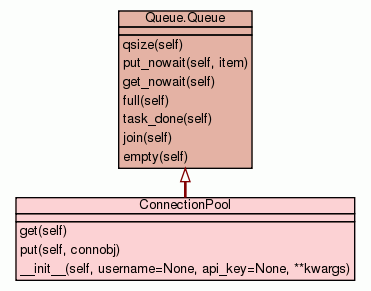 Queue.Queue
qsize(self)
put_nowait(self, item)
get_nowait(self)
full(self)
task_done(self)
join(self)
empty(self)
ConnectionPool
get(self)
put(self, connobj)
__init__(self, username=None, api_key=None, **kwargs)